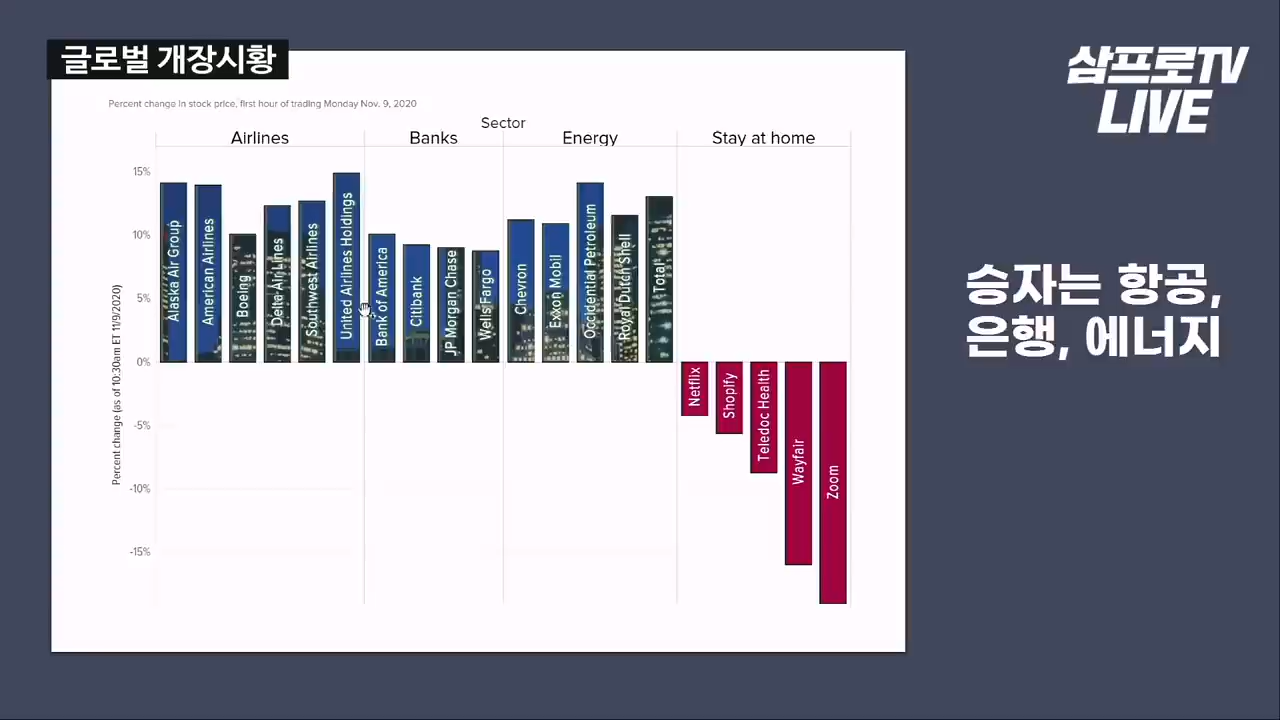 글로벌 개장시황
삼프로TV
LIVE
Percent change in stock price, first hour of trading Monday Nov. 9, 2020
Sector
Airlines
Banks
Energy
Stay at home
15%
10%
5%
0%
-5%
-10%
-15%
Percent change (as of 10:30am ET 11/9/2020)
Alaska Air Group
American Airlines
Boeing
Delta Air Lines
Southwest Airlines
United Airlines Holdings
Bank of America
Citibank
JP Morgan Chase
Wells Fargo
Chevron
Exxon Mobil
Occidental Petroleum
Royal Dutch Shell
Total
Netflix
Shopify
Teledoc Health
Wayfair
Zoom
승자는 항공,
은행, 에너지